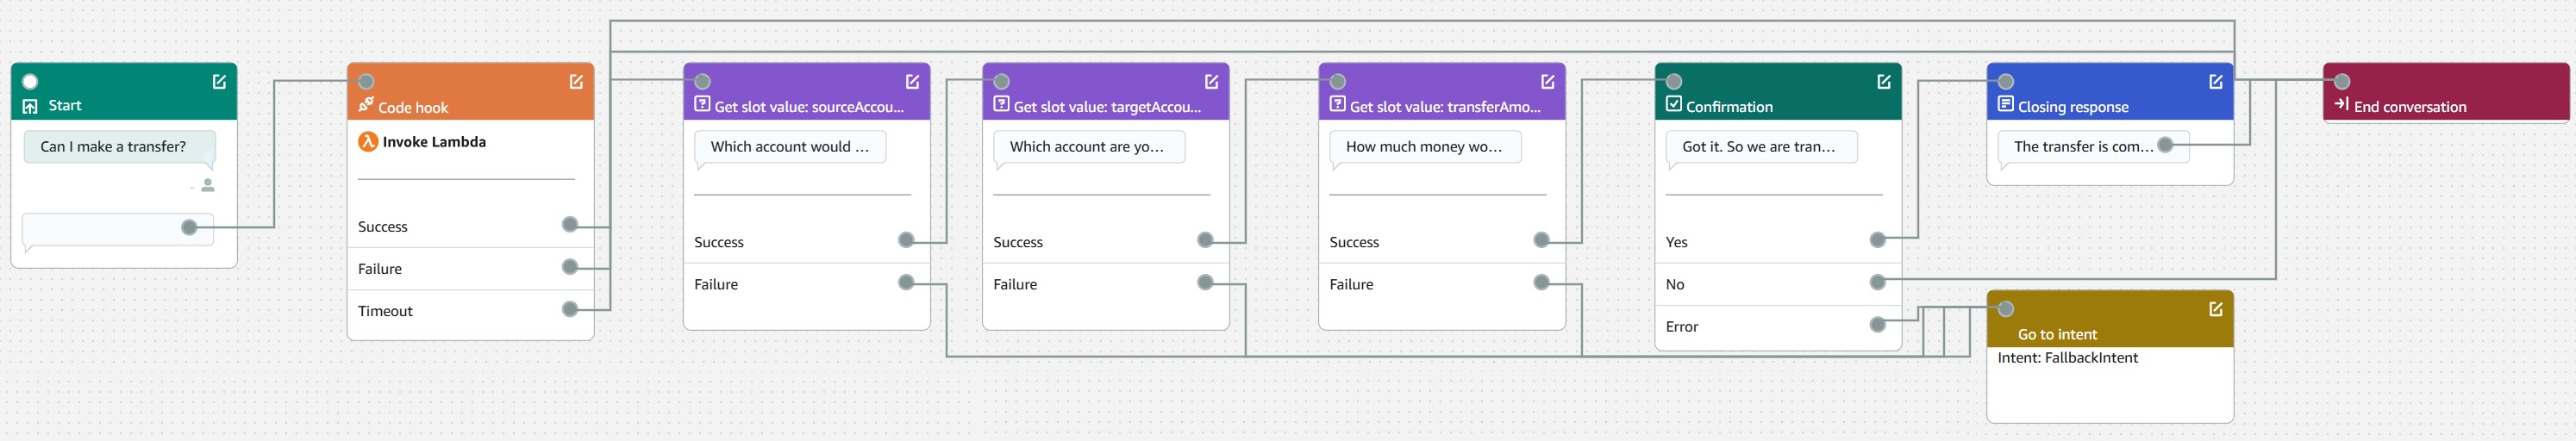 Start
Can I make a transfer?
Code hook
Invoke Lambda
Success
Failure
Timeout
Get slot value: sourceAccou...
Which account would ...
Success
Failure
Get slot value: targetAccou...
Which account are yo...
Success
Failure
Get slot value: transferAmo...
How much money wo...
Success
Failure
Confirmation
Got it. So we are tran...
Yes
No
Error
Closing response
The transfer is com...
Go to intent
Intent: FallbackIntent
End conversation